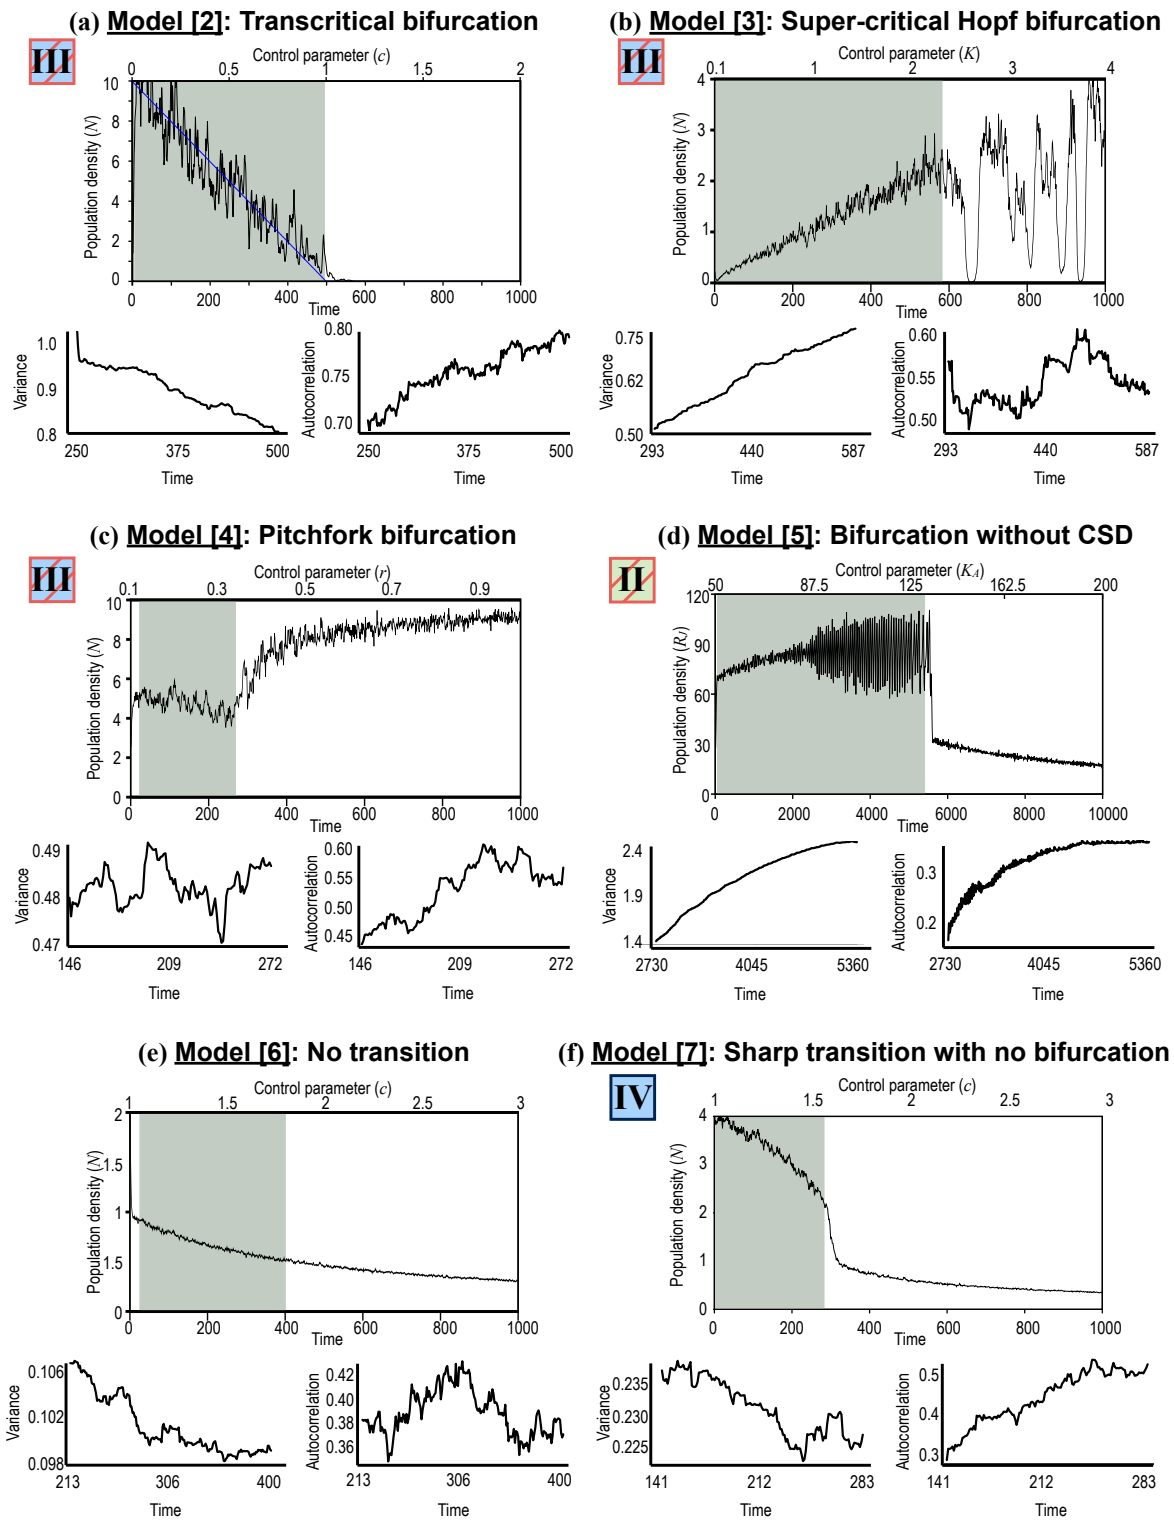 (a) Model [2]: Transcritical bifurcation
III
Control parameter (c)
0 0.5 1 1.5 2
Population density (N)
10
8
6
4
2
0
0 200 400 600 800 1000
Time
Variance
1.0
0.9
0.8
250 375 500
Time
Autocorrelation
0.80
0.75
0.70
250 375 500
Time
(b) Model [3]: Super-critical Hopf bifurcation
III
Control parameter (K)
0.1 1 2 3 4
Population density (N)
4
3
2
1
0
0 200 400 600 800 1000
Time
Variance
0.75
0.62
0.50
293 440 587
Time
Autocorrelation
0.60
0.55
0.50
293 440 587
Time
(c) Model [4]: Pitchfork bifurcation
III
Control parameter (r)
0.1 0.3 0.5 0.7 0.9
Population density (N)
10
8
6
4
2
0
0 200 400 600 800 1000
Time
Variance
0.49
0.48
0.47
146 209 272
Time
Autocorrelation
0.60
0.55
0.50
0.45
146 209 272
Time
(d) Model [5]: Bifurcation without CSD
II
Control parameter (KA)
50 87.5 125 162.5 200
Population density (RJ)
120
90
60
30
0
0 2000 4000 6000 8000 10000
Time
Variance
2.4
1.9
1.4
2730 4045 5360
Time
Autocorrelation
0.3
0.2
2730 4045 5360
Time
(e) Model [6]: No transition
Control parameter (c)
1 1.5 2 2.5 3
Population density (N)
2
1.5
1
1.5
0
0 200 400 600 800 1000
Time
Variance
0.106
0.102
0.098
213 306 400
Time
Autocorrelation
0.42
0.40
0.38
0.36
213 306 400
Time
(f) Model [7]: Sharp transition with no bifurcation
IV
Control parameter (c)
1 1.5 2 2.5 3
Population density (N)
4
3
2
1
0
0 200 400 600 800 1000
Time
Variance
0.235
0.230
0.225
141 212 283
Time
Autocorrelation
0.5
0.4
0.3
141 212 283
Time